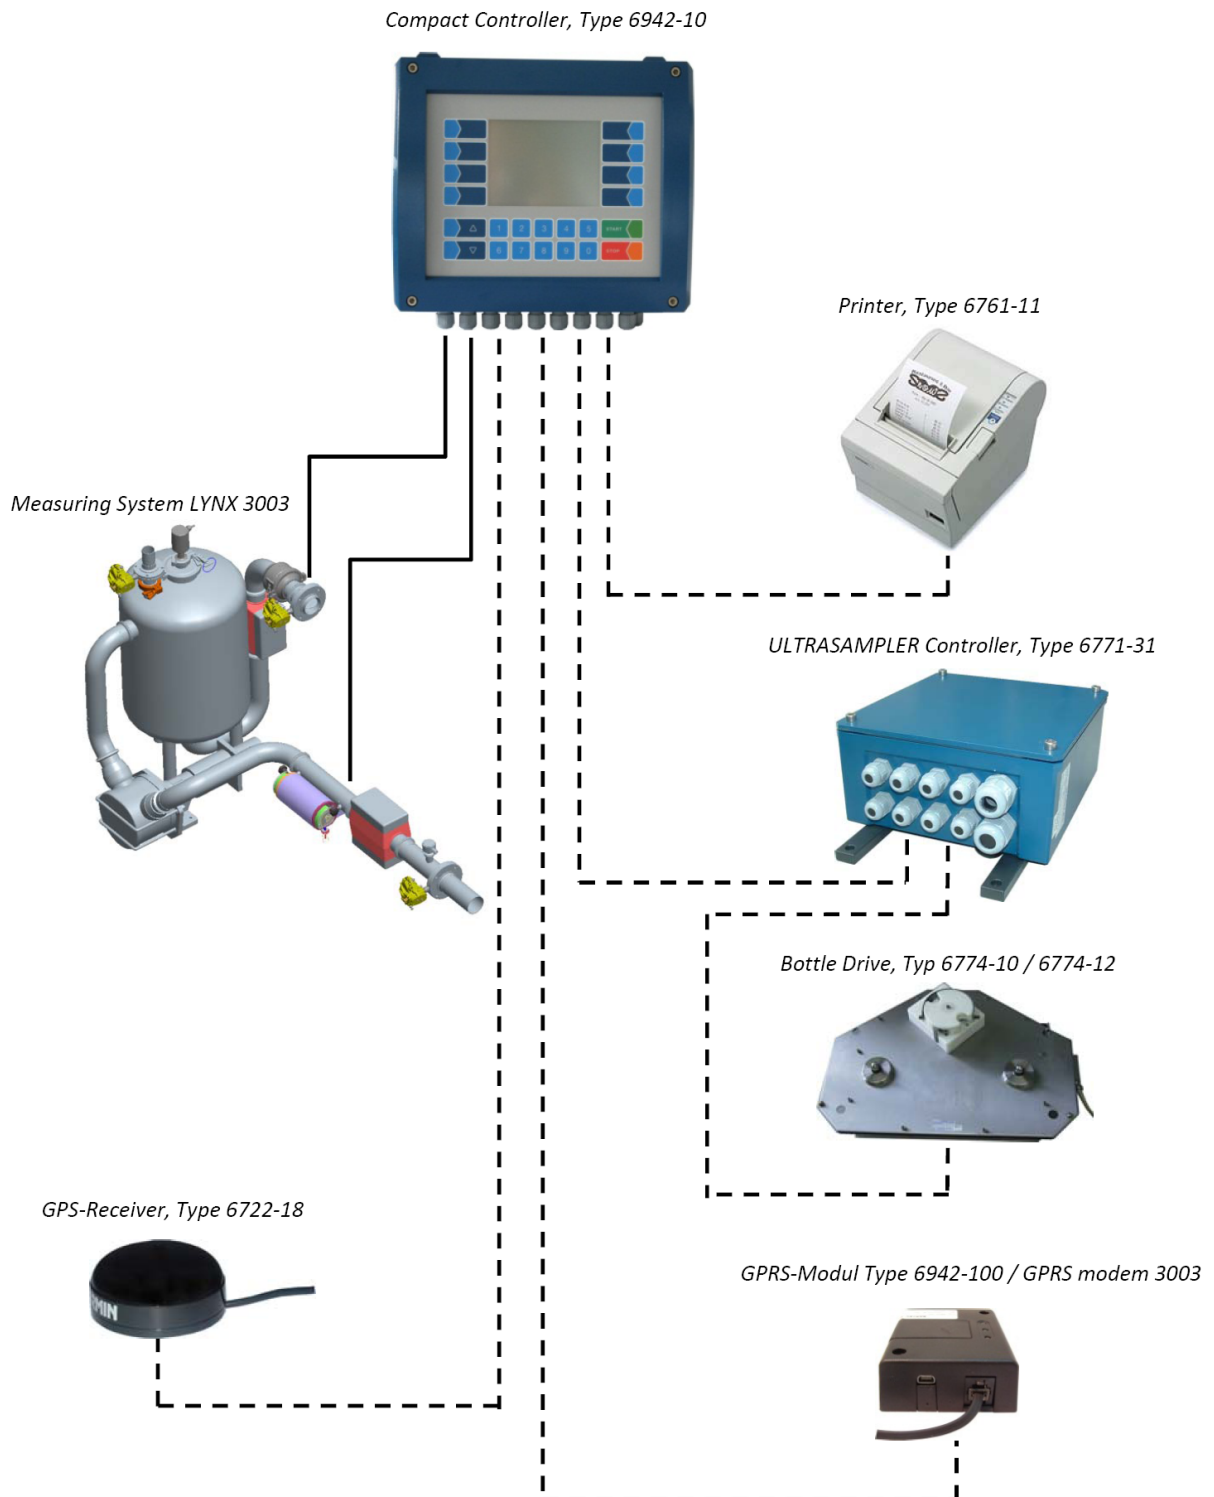 Compact Controller, Type 6942-10
1 2 3 4 5 START
6 7 8 9 0 STOP
Printer, Type 6761-11
Measuring System LYNX 3003
ULTRASAMPLER Controller, Type 6771-31
Bottle Drive, Typ 6774-10 / 6774-12
GPS-Receiver, Type 6722-18
GPRS-Modul Type 6942-100 / GPRS modem 3003